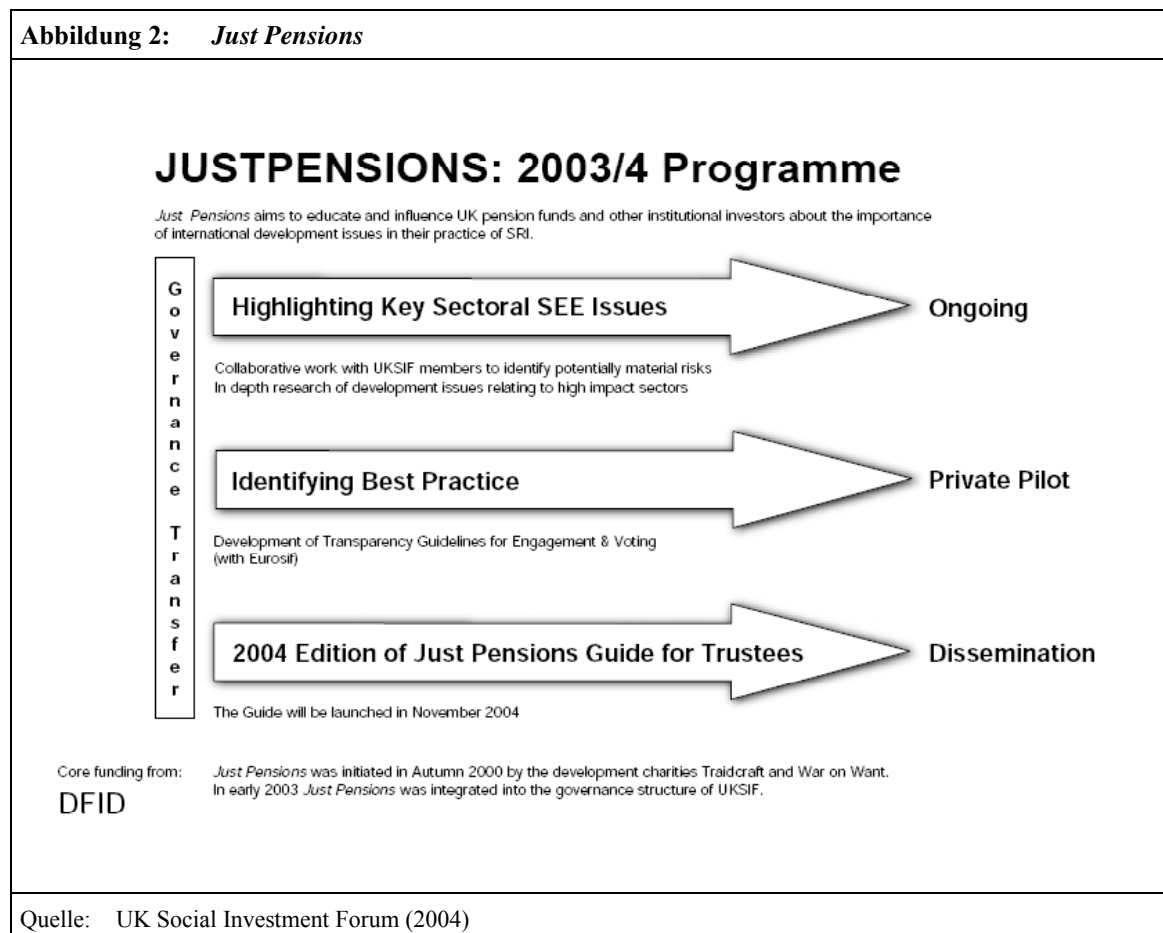 Abbildung 2: Just Pensions
JUSTPENSIONS: 2003/4 Programme
Just Pensions aims to educate and influence UK pension funds and other institutional investors about the importance
of international development issues in their practice of SRI.
Governance Transfer
Highlighting Key Sectoral SEE Issues
Ongoing
Collaborative work with UKSIF members to identify potentially material risks
In depth research of development issues relating to high impact sectors
Identifying Best Practice
Private Pilot
Development of Transparency Guidelines for Engagement & Voting
(with Eurosif)
2004 Edition of Just Pensions Guide for Trustees
Dissemination
The Guide will be launched in November 2004
Core funding from:
DFID
Just Pensions was initiated in Autumn 2000 by the development charities Traidcraft and War on Want.
In early 2003 Just Pensions was integrated into the governance structure of UKSIF.
Quelle: UK Social Investment Forum (2004)